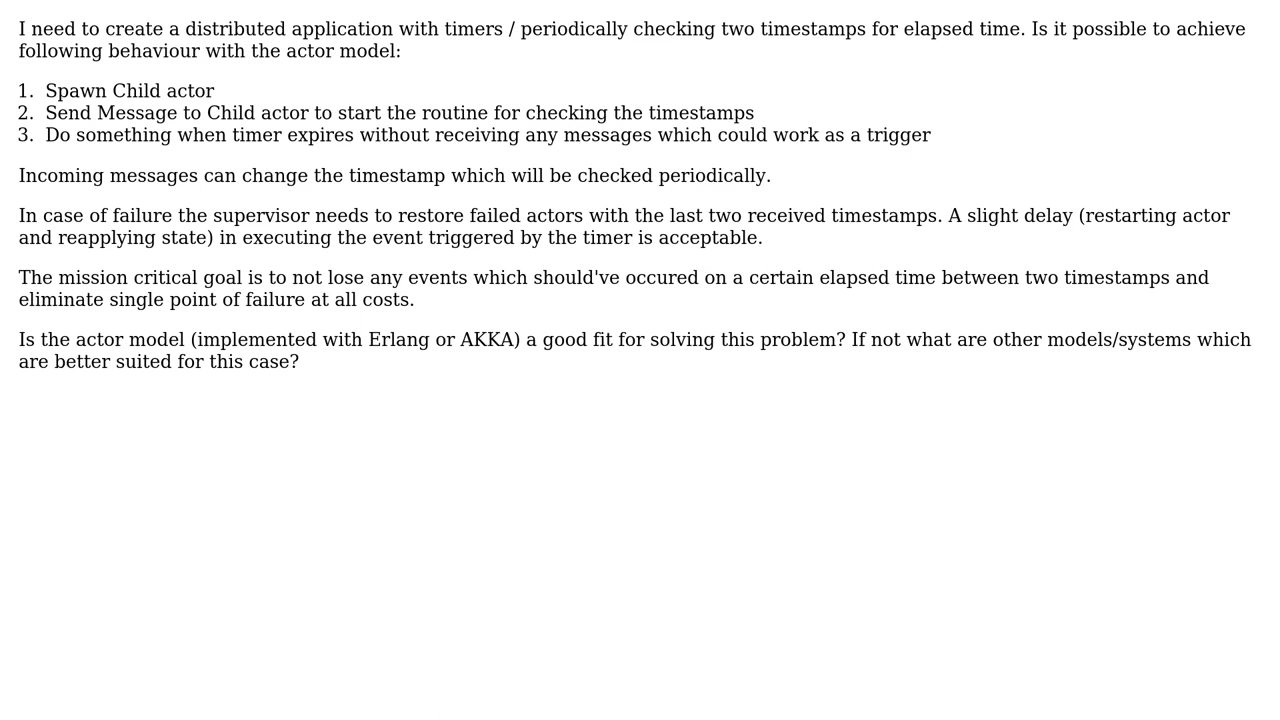 I need to create a distributed application with timers / periodically checking two timestamps for elapsed time. Is it possible to achieve
following behaviour with the actor model:
1. Spawn Child actor
2. Send Message to Child actor to start the routine for checking the timestamps
3. Do something when timer expires without receiving any messages which could work as a trigger
Incoming messages can change the timestamp which will be checked periodically.
In case of failure the supervisor needs to restore failed actors with the last two received timestamps. A slight delay (restarting actor
and reapplying state) in executing the event triggered by the timer is acceptable.
The mission critical goal is to not lose any events which should've occured on a certain elapsed time between two timestamps and
eliminate single point of failure at all costs.
Is the actor model (implemented with Erlang or AKKA) a good fit for solving this problem? If not what are other models/systems which
are better suited for this case?